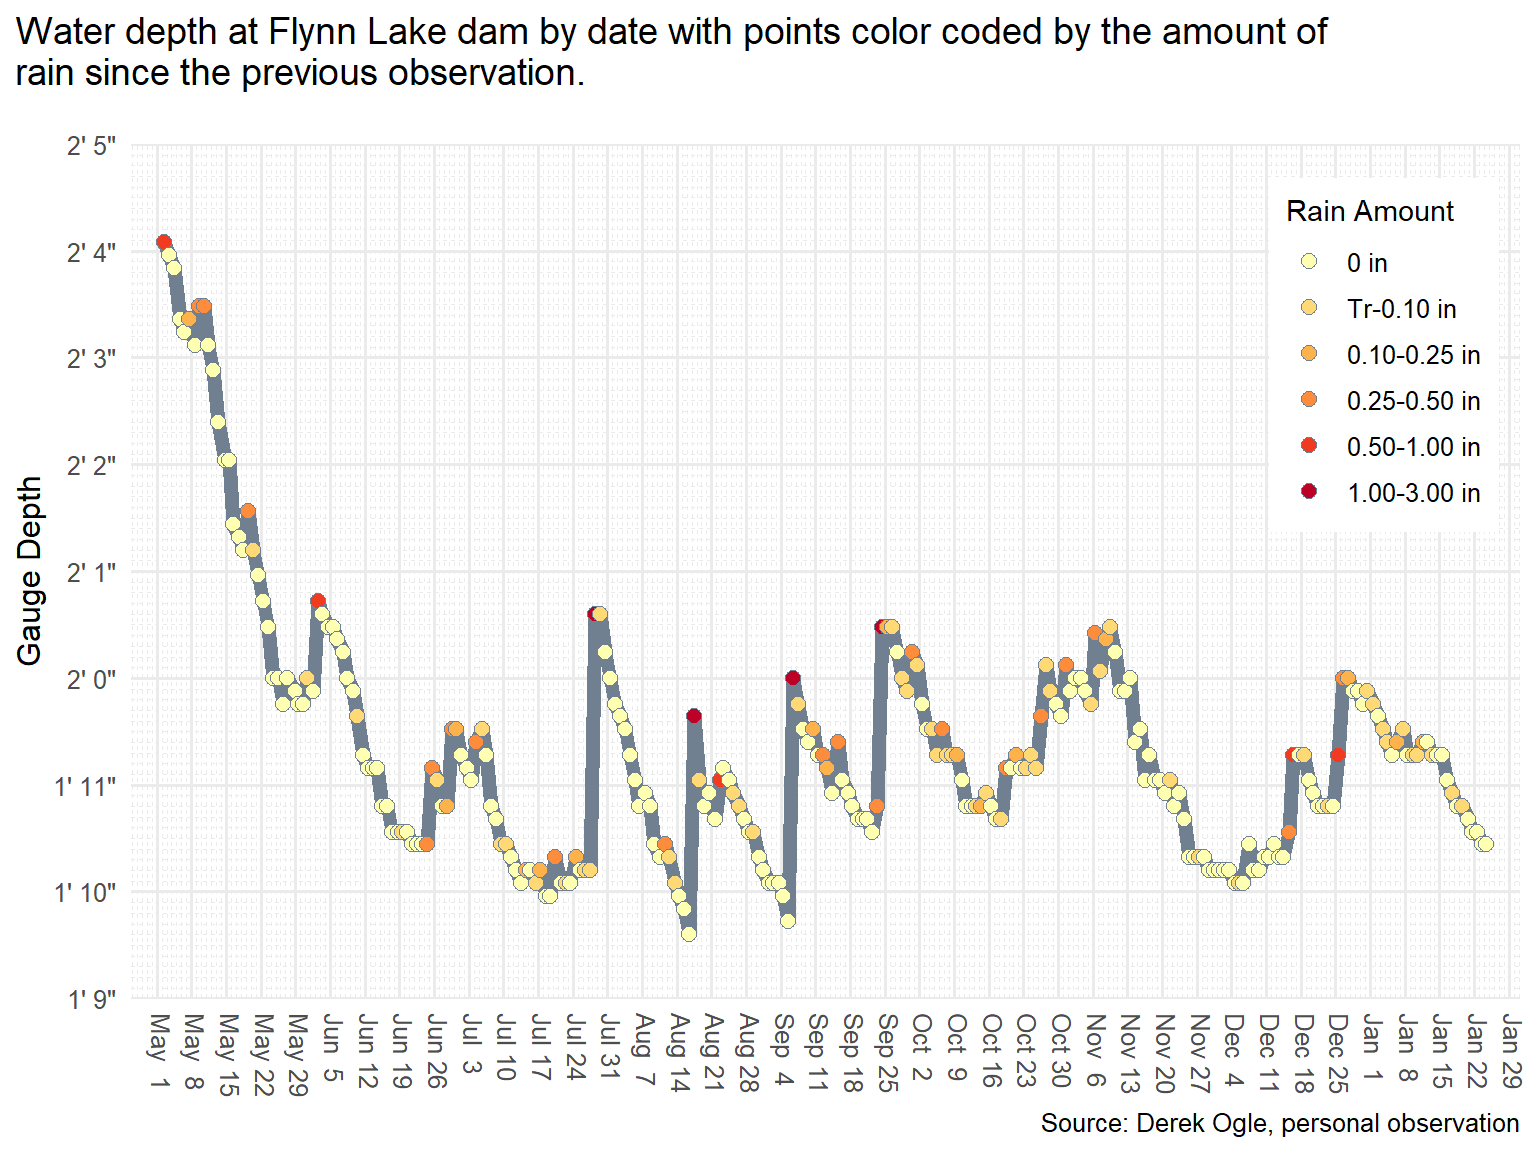 Water depth at Flynn Lake dam by date with points color coded by the amount of
rain since the previous observation.
2' 5"
2' 4"
2' 3"
2' 2"
2' 1"
2' 0"
1' 11"
1' 10"
1' 9"
Gauge Depth
Rain Amount
0 in
Tr-0.10 in
0.10-0.25 in
0.25-0.50 in
0.50-1.00 in
1.00-3.00 in
May 1
May 8
May 15
May 22
May 29
Jun 5
Jun 12
Jun 19
Jun 26
Jul 3
Jul 10
Jul 17
Jul 24
Jul 31
Aug 7
Aug 14
Aug 21
Aug 28
Sep 4
Sep 11
Sep 18
Sep 25
Oct 2
Oct 9
Oct 16
Oct 23
Oct 30
Nov 6
Nov 13
Nov 20
Nov 27
Dec 4
Dec 11
Dec 18
Dec 25
Jan 1
Jan 8
Jan 15
Jan 22
Jan 29
Source: Derek Ogle, personal observation